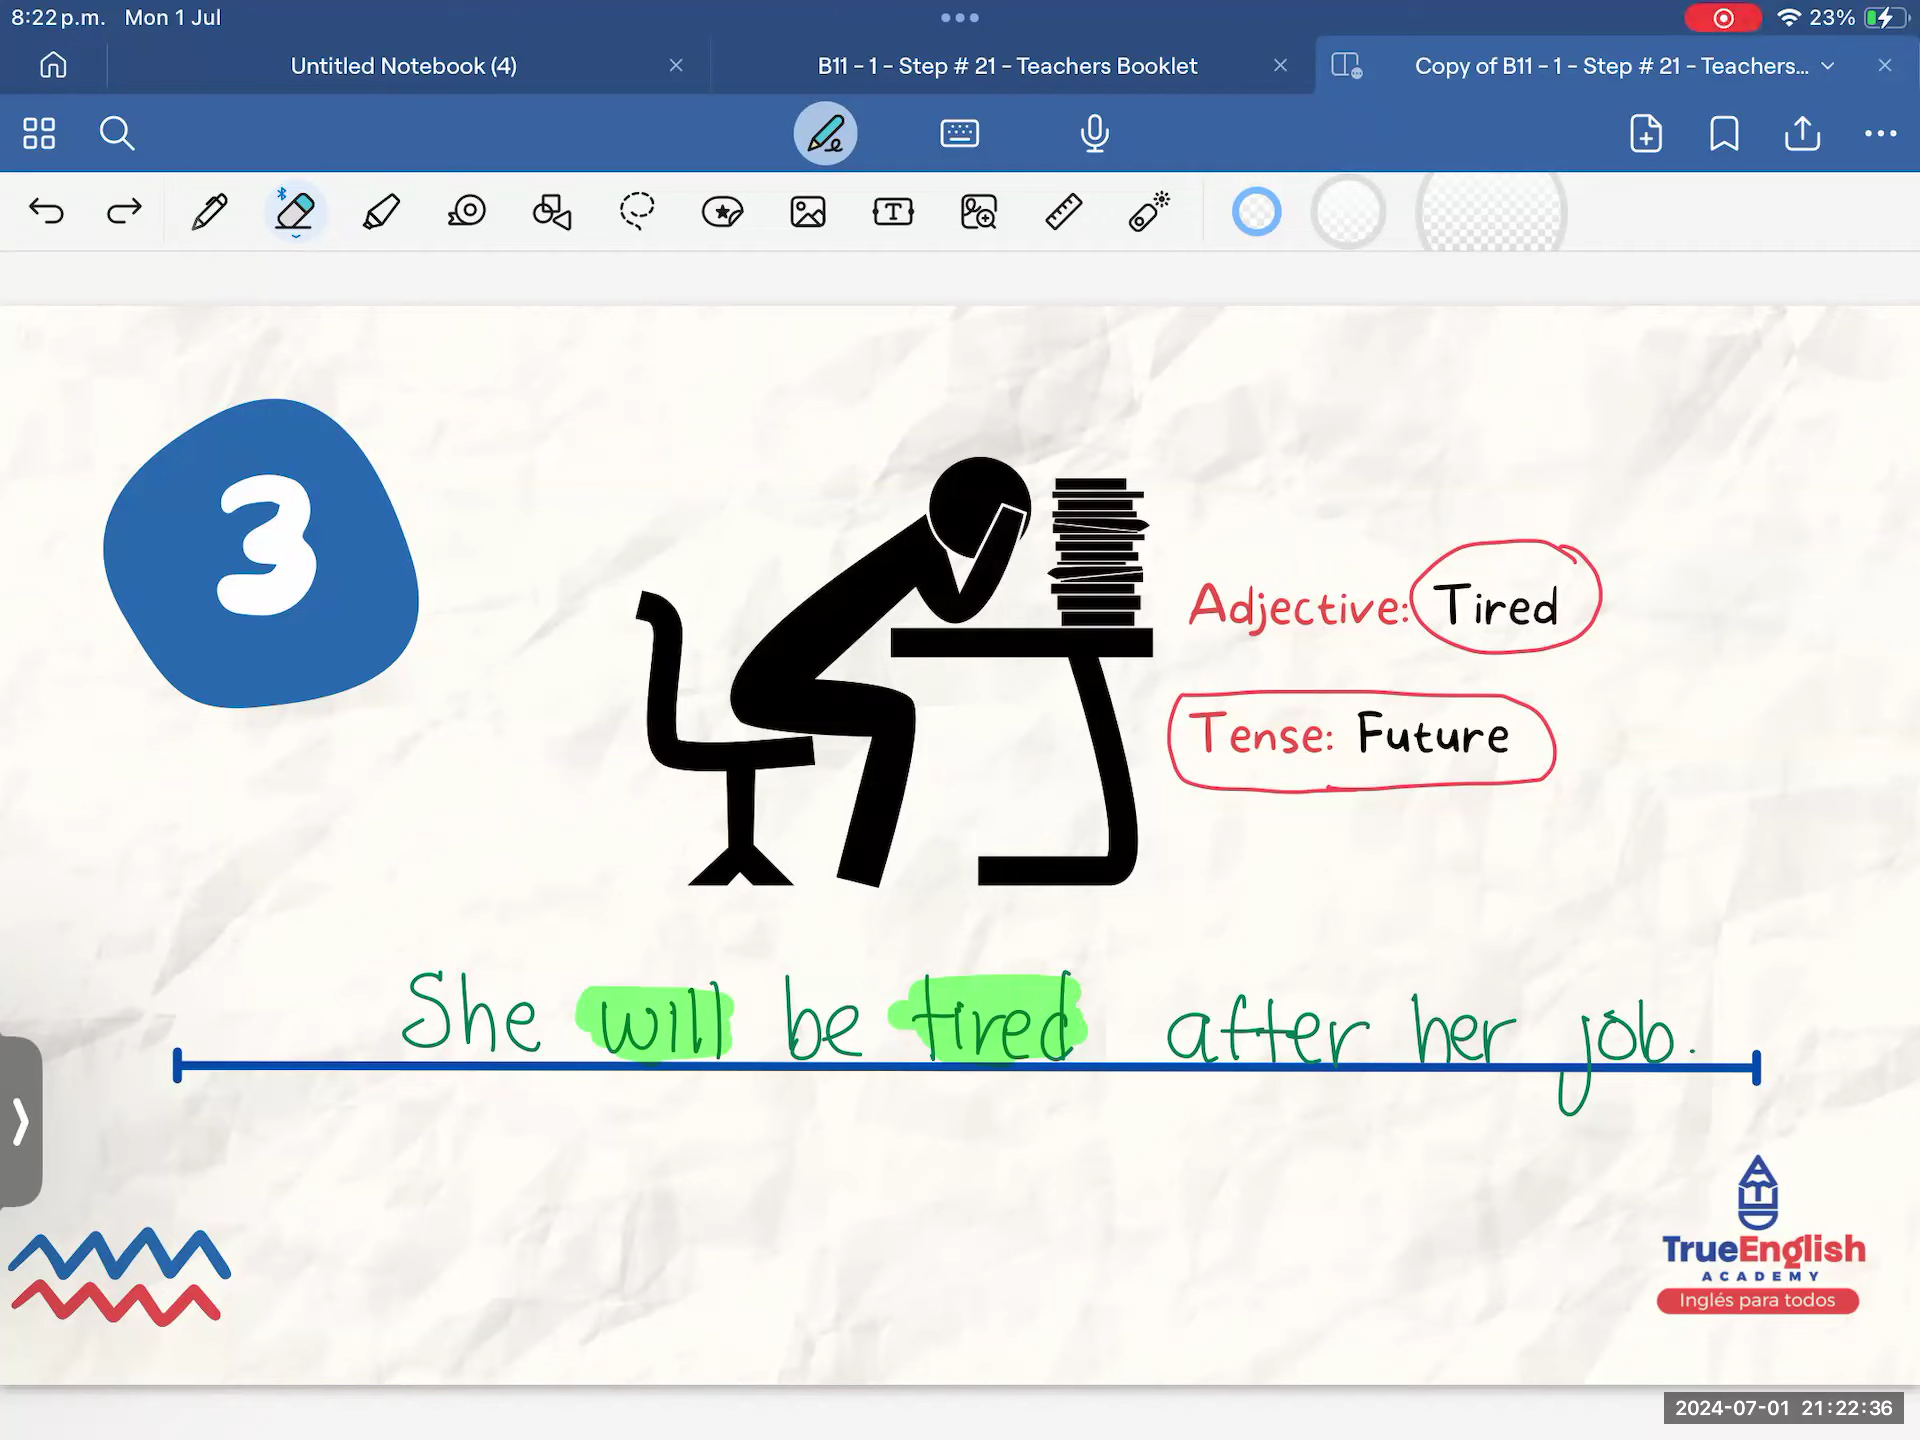 8:22 p.m. Mon 1 Jul
23%
Untitled Notebook (4)
B11 - 1 - Step # 21 - Teachers Booklet
Copy of B11 - 1 - Step # 21 - Teachers...
3
Adjective: Tired
Tense: Future
She will be tired after her job.
TrueEnglish
ACADEMY
Inglés para todos
2024-07-01 21:22:36